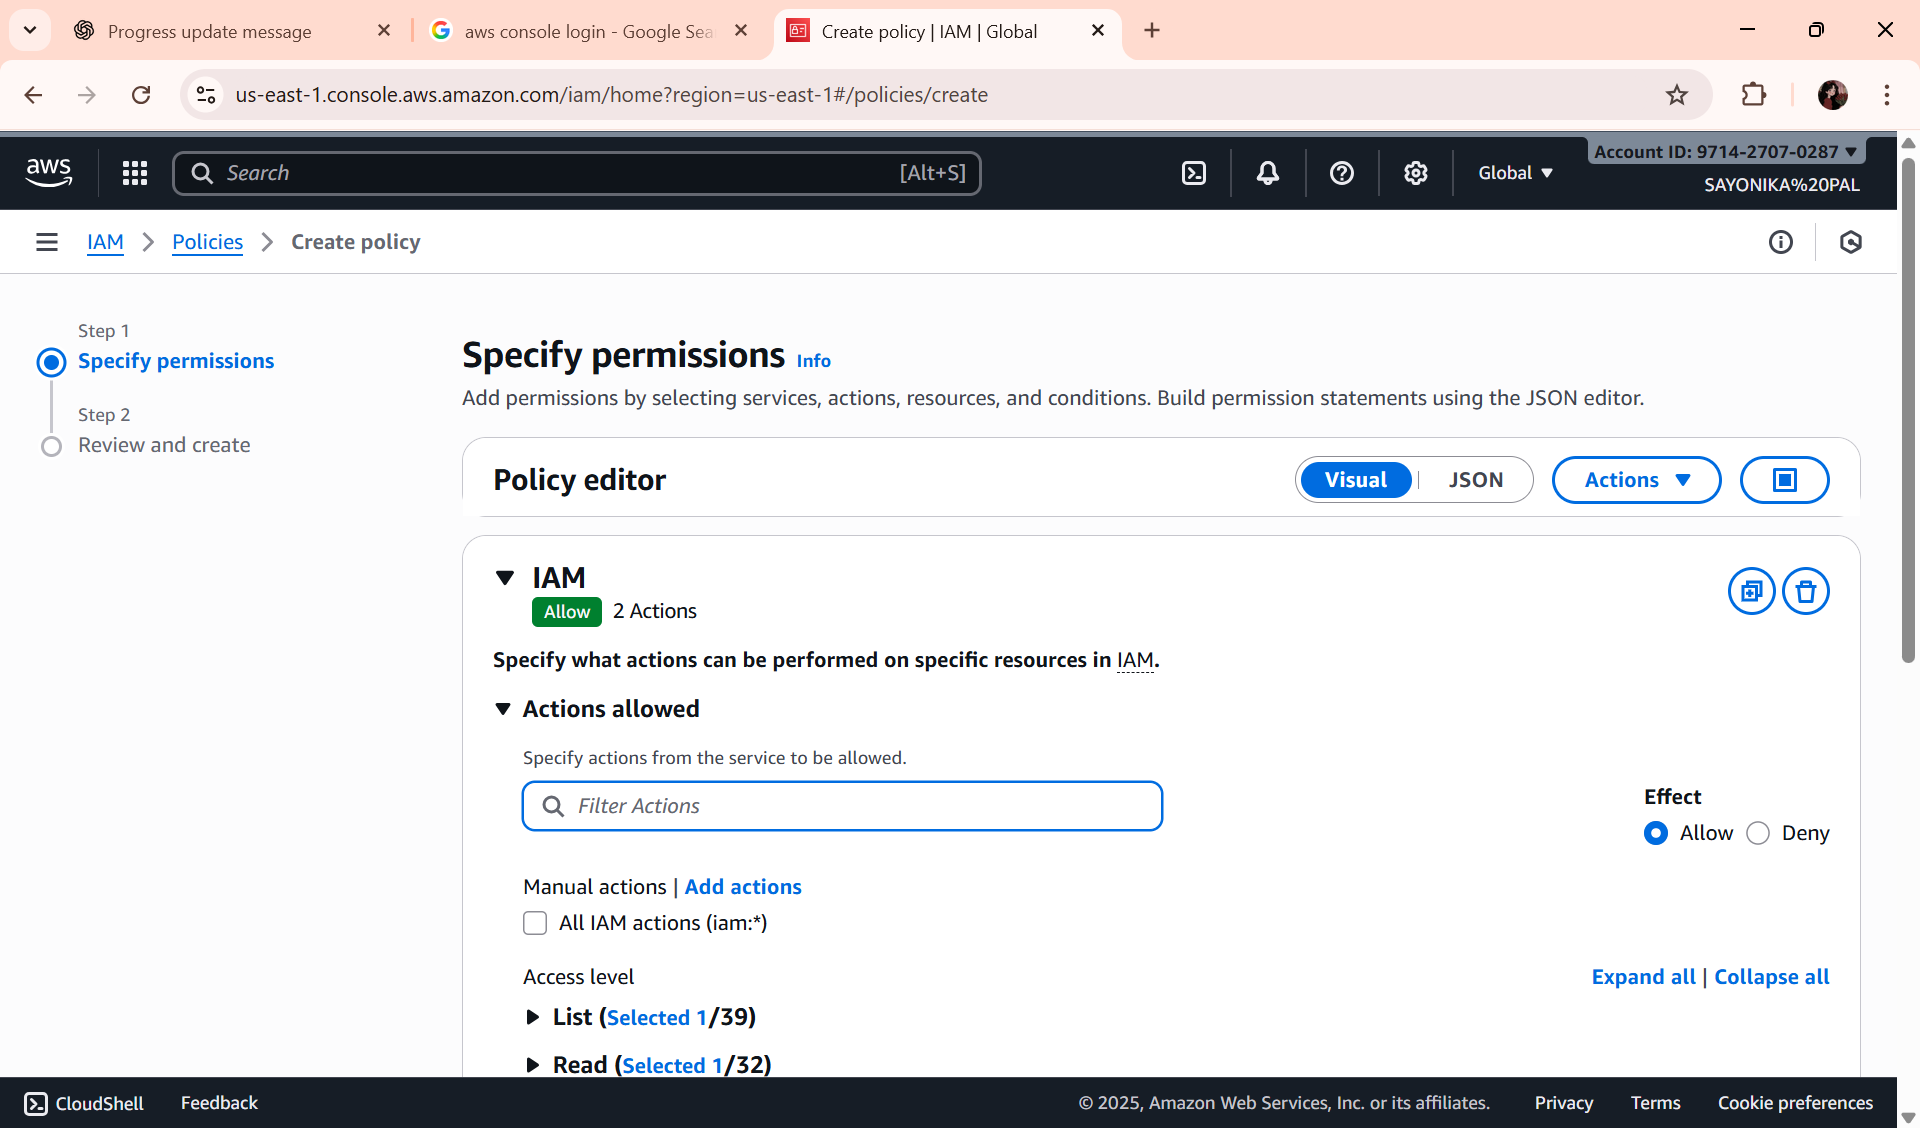 Progress update message
aws console login - Google Sea
Create policy | IAM | Global
us-east-1.console.aws.amazon.com/iam/home?region=us-east-1#/policies/create
aws
Search
[Alt+S]
Global
Account ID: 9714-2707-0287
SAYONIKA%20PAL
IAM
Policies
Create policy
Step 1
Specify permissions
Step 2
Review and create
Specify permissions Info
Add permissions by selecting services, actions, resources, and conditions. Build permission statements using the JSON editor.
Policy editor
Visual
JSON
Actions
IAM
Allow 2 Actions
Specify what actions can be performed on specific resources in IAM.
Actions allowed
Specify actions from the service to be allowed.
Filter Actions
Effect
Allow
Deny
Manual actions | Add actions
All IAM actions (iam:*)
Access level
Expand all | Collapse all
List (Selected 1/39)
Read (Selected 1/32)
CloudShell
Feedback
© 2025, Amazon Web Services, Inc. or its affiliates.
Privacy
Terms
Cookie preferences